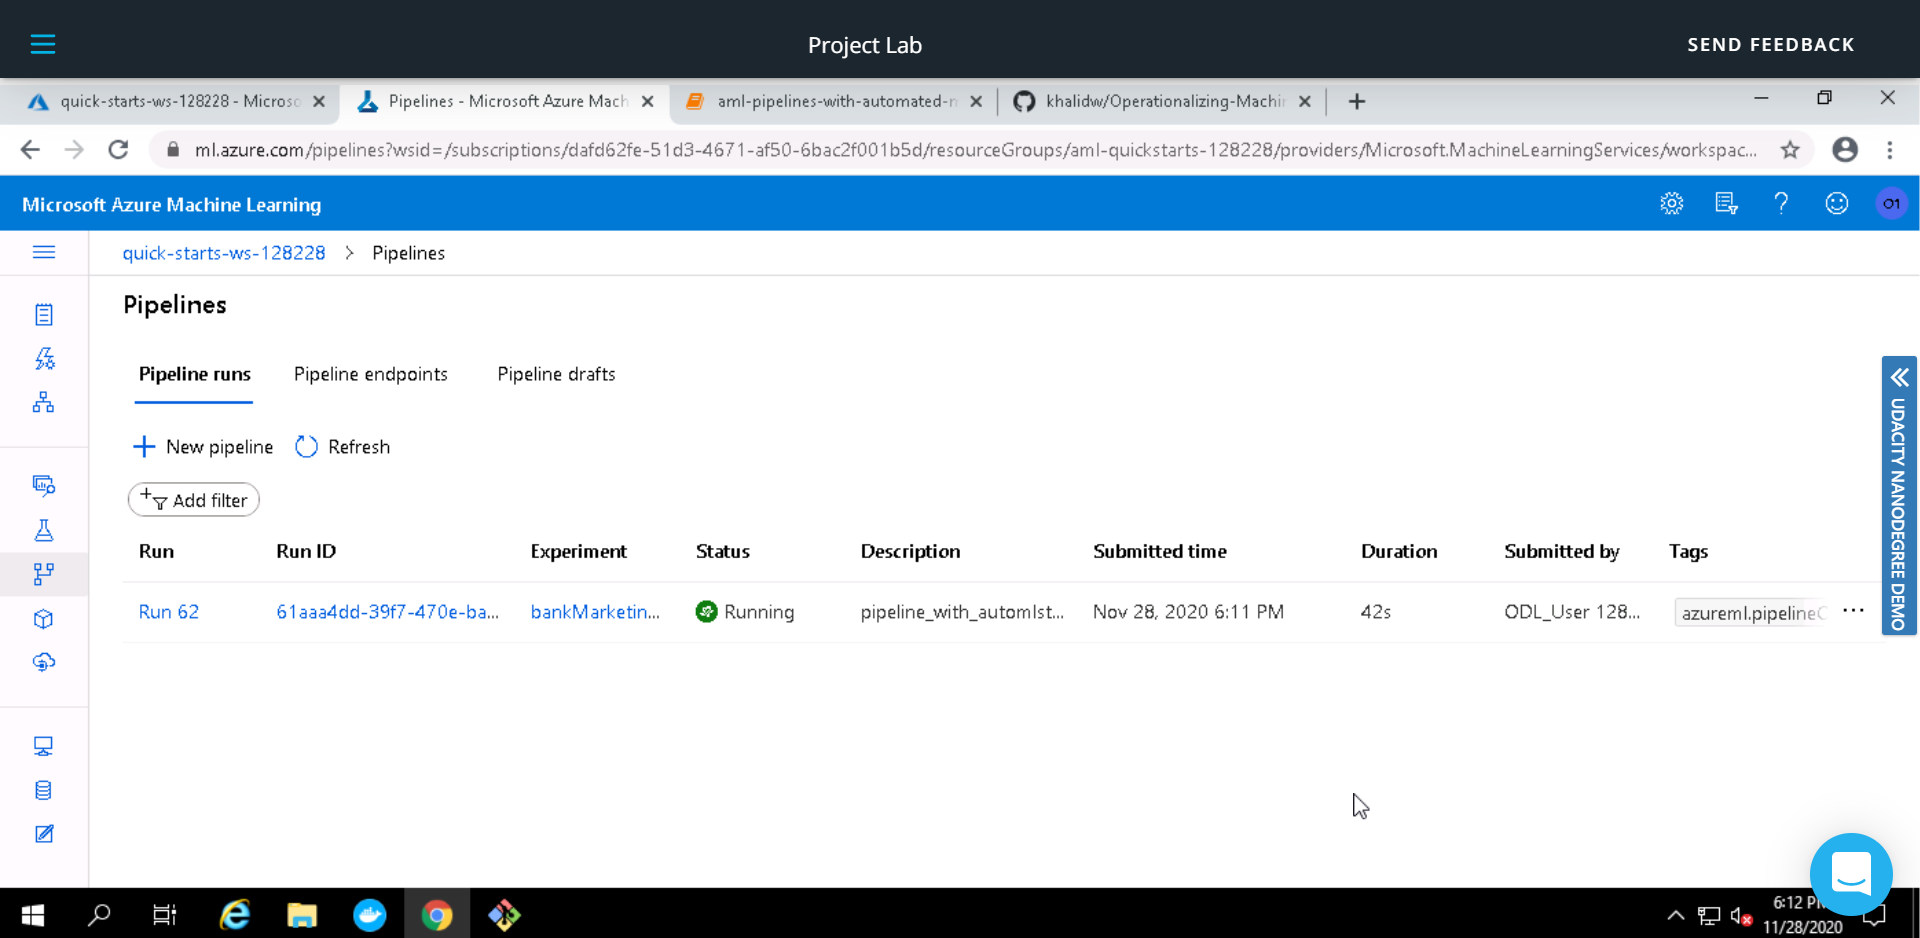 Project Lab
SEND FEEDBACK
quick-starts-ws-128228 - Microso
Pipelines - Microsoft Azure Mach
aml-pipelines-with-automated-m
khalidw/Operationalizing-Machin
ml.azure.com/pipelines?wsid=/subscriptions/dafd62fe-51d3-4671-af50-6bac2f001b5d/resourceGroups/aml-quickstarts-128228/providers/Microsoft.MachineLearningServices/workspac...
Microsoft Azure Machine Learning
O1
quick-starts-ws-128228 > Pipelines
Pipelines
Pipeline runs Pipeline endpoints Pipeline drafts
New pipeline Refresh
Add filter
Run Run ID Experiment Status Description Submitted time Duration Submitted by Tags
Run 62 61aaa4dd-39f7-470e-ba... bankMarketin... Running pipeline_with_automlst... Nov 28, 2020 6:11 PM 42s ODL_User 128... azureml.pipelineC ...
UDACITY NANODEGREE DEMO
6:12 PM
11/28/2020